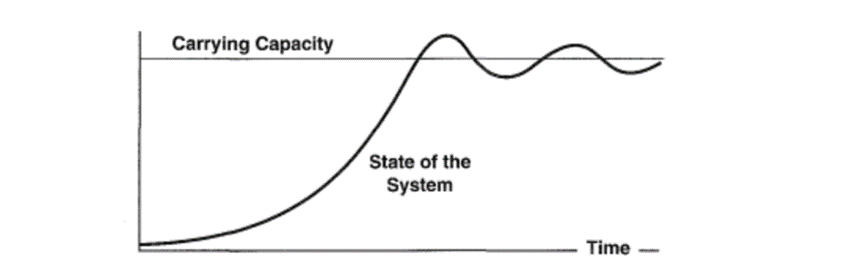 Carrying Capacity
State of the
System
Time